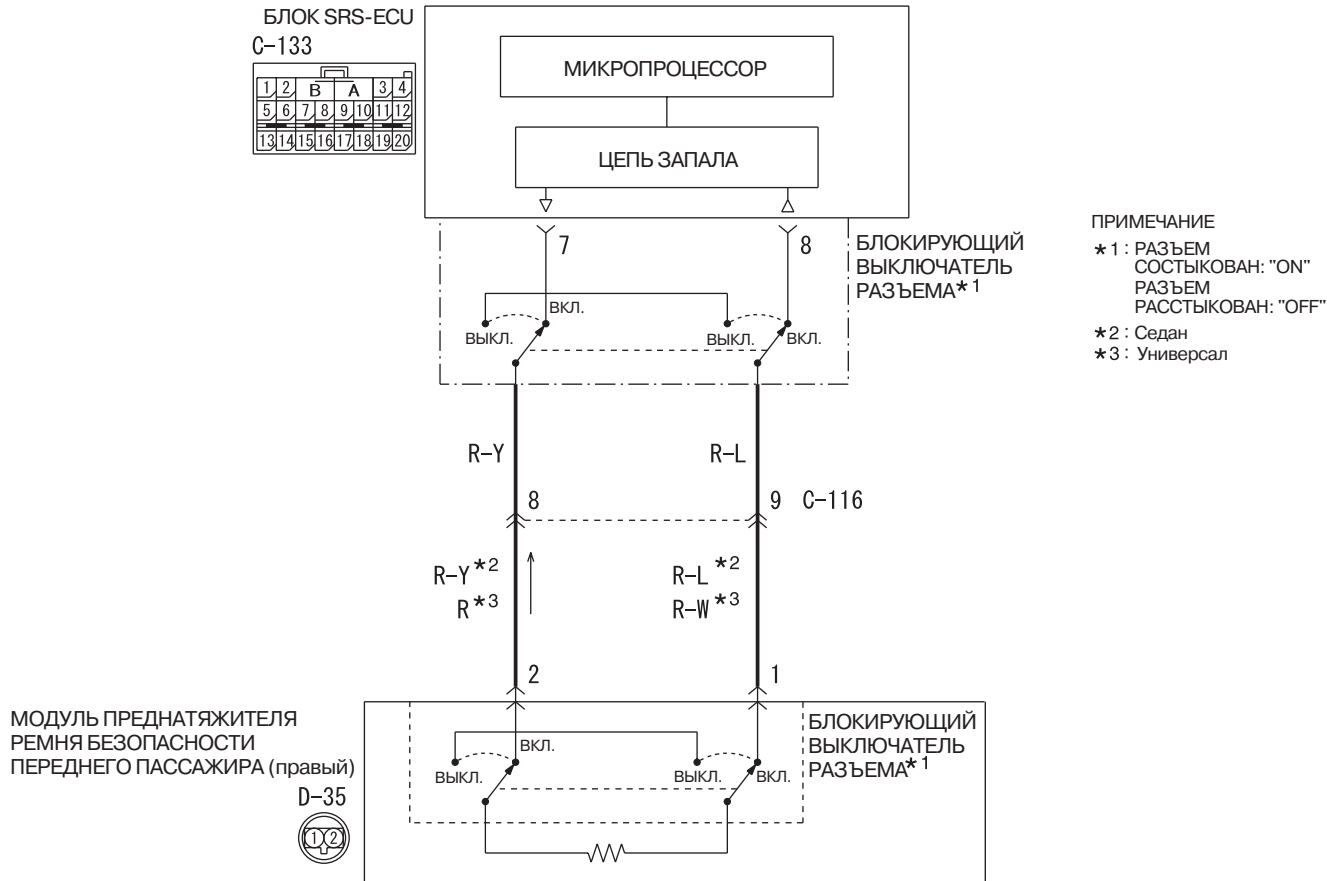 БЛОК SRS-ECU
C-133
1 2 B A 3 4
5 6 7 8 9 10 11 12
13 14 15 16 17 18 19 20
МИКРОПРОЦЕССОР
ЦЕПЬ ЗАПАЛА
7
8
БЛОКИРУЮЩИЙ
ВЫКЛЮЧАТЕЛЬ
РАЗЪЕМА★1
ВКЛ.
ВЫКЛ.
ВЫКЛ.
ВКЛ.
ПРИМЕЧАНИЕ
★1: РАЗЪЕМ
СОСТЫКОВАН: "ON"
РАЗЪЕМ
РАССТЫКОВАН: "OFF"
★2: Седан
★3: Универсал
R-Y
R-L
8
9 C-116
R-Y★2
R★3
R-L★2
R-W★3
2
1
МОДУЛЬ ПРЕДНАТЯЖИТЕЛЯ
РЕМНЯ БЕЗОПАСНОСТИ
ПЕРЕДНЕГО ПАССАЖИРА (правый)
D-35
1 2
ВКЛ.
ВЫКЛ.
ВЫКЛ.
ВКЛ.
БЛОКИРУЮЩИЙ
ВЫКЛЮЧАТЕЛЬ
РАЗЪЕМА★1